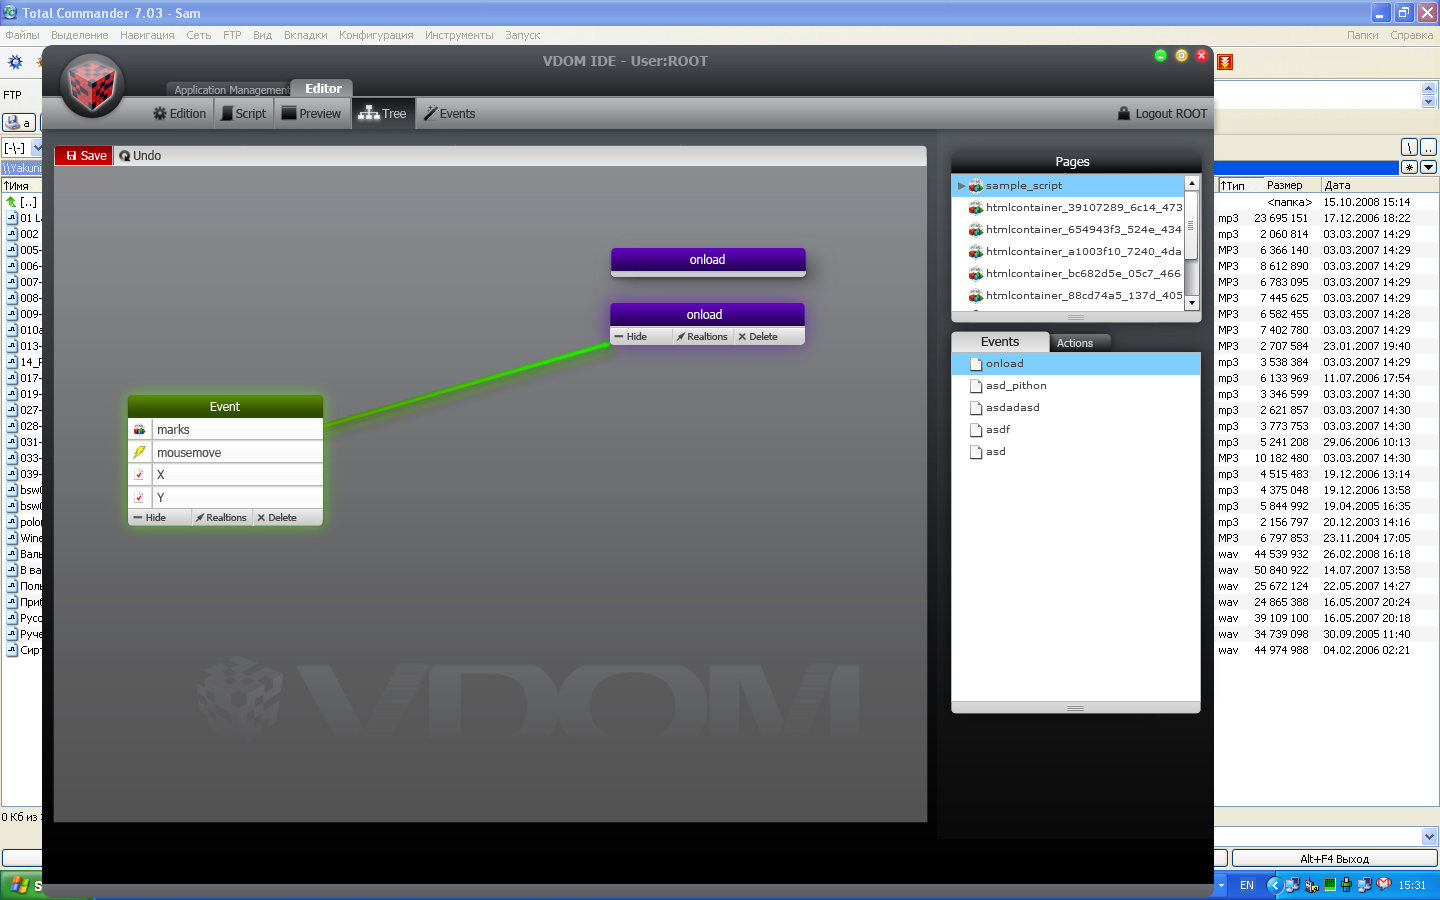 Total Commander 7.03 - Sam
Файлы Выделение Навигация Сеть FTP Вид Вкладки Конфигурация Инструменты Запуск Папки Справка
VDOM IDE - User:ROOT
Application Management Editor
FTP
Edition Script Preview Tree Events Logout ROOT
a
[-\-]
\ ..
\\Yakuni
* 
Save Undo
Pages
↑Имя
↑Тип Размер Дата
[..]
<папка> 15.10.2008 15:14
01 L
mp3 23 695 151 17.12.2006 18:22
002
mp3 2 060 814 03.03.2007 14:29
005-
MP3 6 366 140 03.03.2007 14:29
006-
MP3 8 612 890 03.03.2007 14:29
007-
MP3 6 783 095 03.03.2007 14:29
008-
MP3 7 445 625 03.03.2007 14:29
009-
MP3 6 582 455 03.03.2007 14:28
010a
MP3 7 402 780 03.03.2007 14:29
013-
MP3 2 707 584 23.01.2007 19:40
mp3 3 538 384 03.03.2007 14:29
017-
mp3 6 133 969 11.07.2006 17:54
019-
mp3 3 346 599 03.03.2007 14:30
027-
MP3 2 621 857 03.03.2007 14:30
028-
mp3 3 773 753 03.03.2007 14:30
031-
mp3 5 241 208 29.06.2006 10:13
033-
MP3 10 182 480 03.03.2007 14:30
039-
mp3 4 515 483 19.12.2006 13:14
bsw
mp3 4 375 048 19.12.2006 13:58
bsw
mp3 5 844 992 19.04.2005 16:35
polo
mp3 2 156 797 20.12.2003 14:16
Wine
MP3 6 797 853 23.11.2004 17:05
Валь
wav 44 539 932 26.02.2008 16:18
В ва
wav 50 840 922 14.07.2007 13:58
Поль
wav 25 672 124 22.05.2007 14:27
Приб
wav 24 865 388 16.05.2007 20:24
Русс
wav 39 109 100 16.05.2007 20:18
Руче
wav 34 739 098 30.09.2005 11:40
Сирт
wav 44 974 988 04.02.2006 02:21
sample_script
htmlcontainer_39107289_6c14_473
htmlcontainer_654943f3_524e_434
htmlcontainer_a1003f10_7240_4da
htmlcontainer_bc682d5e_05c7_466
htmlcontainer_88cd74a5_137d_405
onload
onload
Hide Realtions Delete
Event
marks
mousemove
X
Y
Hide Realtions Delete
Events Actions
onload
asd_pithon
asdadasd
asdf
asd
VDOM
0 Кб из
Alt+F4 Выход
S
EN 15:31